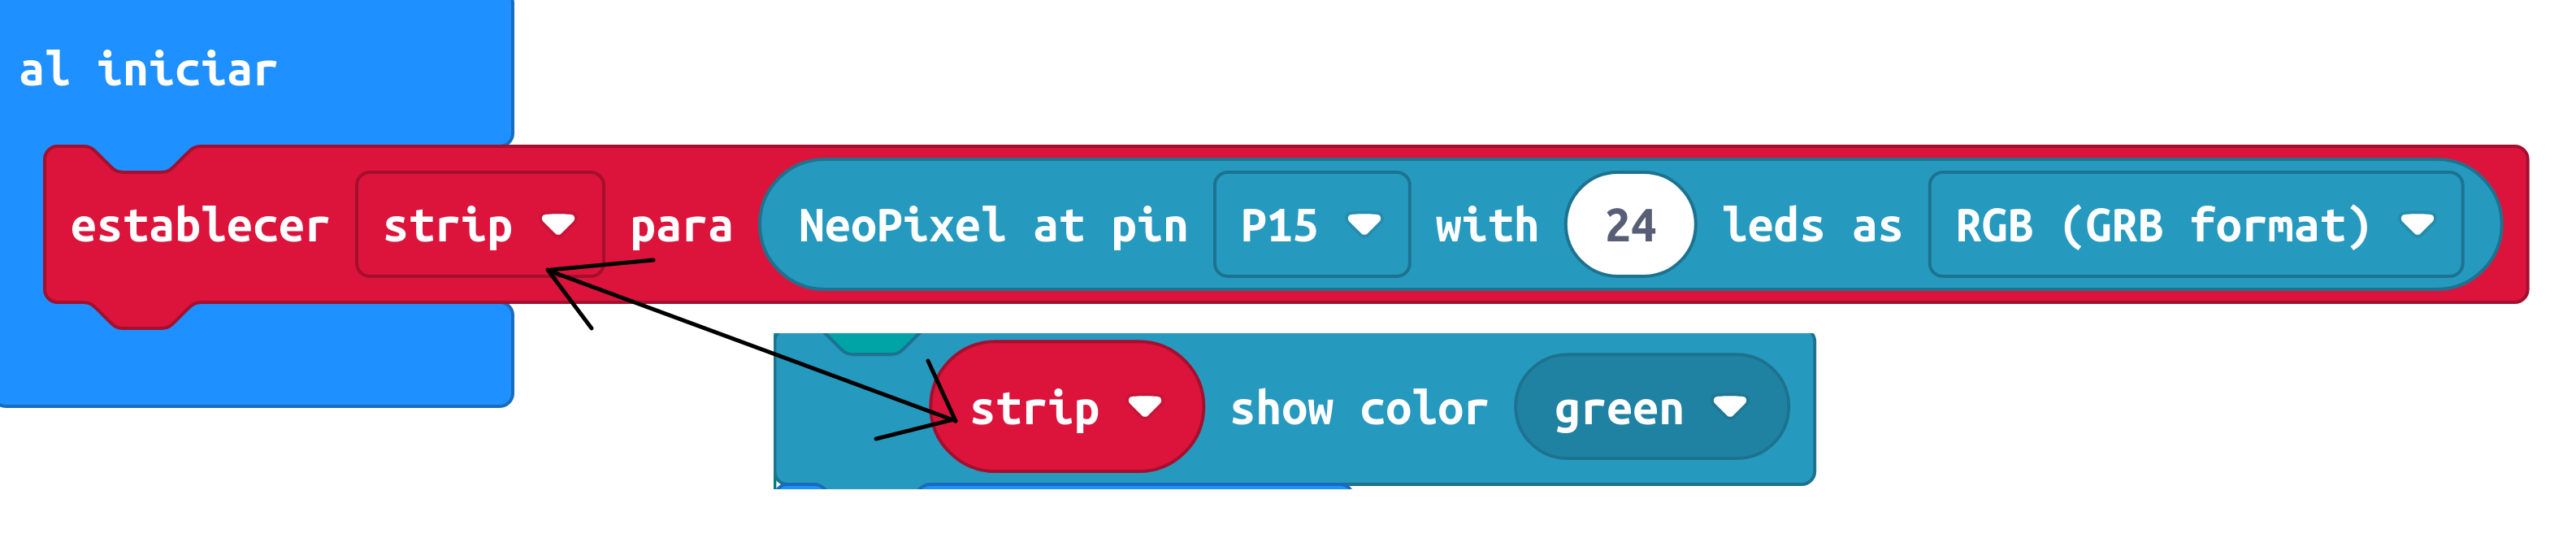 al iniciar
establecer strip para NeoPixel at pin P15 with 24 leds as RGB (GRB format)
strip show color green